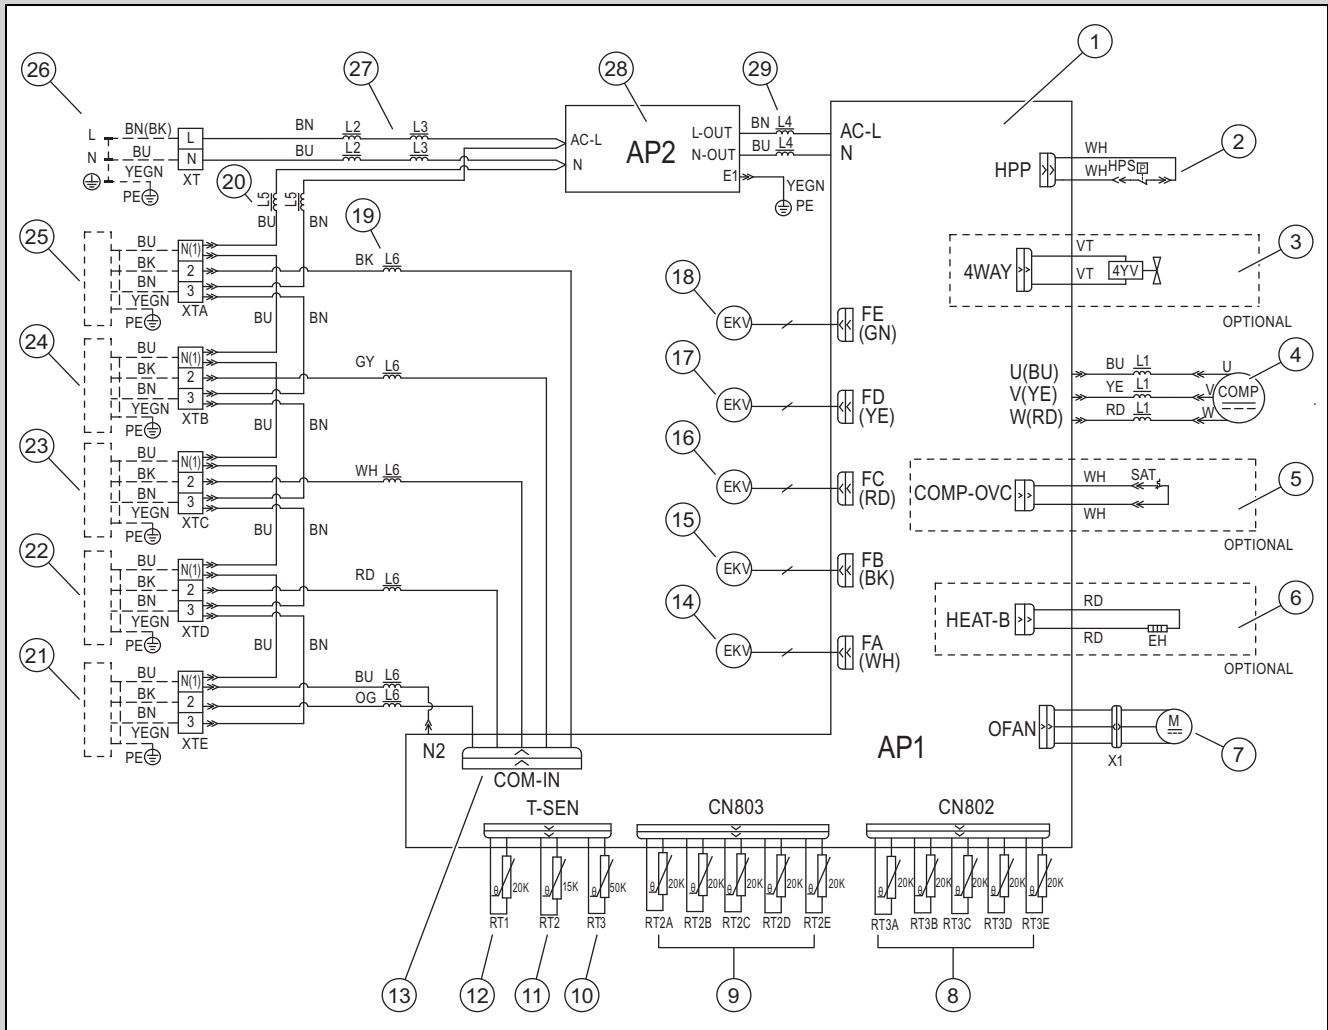 26
27
28
29
1
L
BN(BK)
L
BN
L2
L3
AC-L
AP2
L-OUT
BN
L4
AC-L
N
BU
N
BU
L2
L3
N
N-OUT
BU
L4
N
YEGN
XT
PE
E1
YEGN
PE
HPP
WH
WH
HPS
P
2
20
L5
L5
BU
BN
19
25
BU
N(1)
BK
2
BN
3
YEGN
XTA
PE
BK
L6
BU
BN
4WAY
VT
VT
4YV
3
OPTIONAL
18
EKV
FE
(GN)
24
BU
N(1)
BK
2
BN
3
YEGN
XTB
PE
GY
L6
BU
BN
17
EKV
FD
(YE)
U(BU)
V(YE)
W(RD)
BU
L1
U
YE
L1
V
RD
L1
W
COMP
4
23
BU
N(1)
BK
2
BN
3
YEGN
XTC
PE
WH
L6
BU
BN
16
EKV
FC
(RD)
COMP-OVC
WH
SAT
WH
5
OPTIONAL
22
BU
N(1)
BK
2
BN
3
YEGN
XTD
PE
RD
L6
BU
BN
15
EKV
FB
(BK)
HEAT-B
RD
RD
EH
6
OPTIONAL
14
EKV
FA
(WH)
21
BU
N(1)
BK
2
BN
3
YEGN
XTE
PE
BU
L6
OG
L6
N2
COM-IN
AP1
OFAN
X1
M
7
T-SEN
CN803
CN802
θ 20K
θ 15K
θ 50K
θ 20K
θ 20K
θ 20K
θ 20K
θ 20K
θ 20K
θ 20K
θ 20K
θ 20K
θ 20K
RT1
RT2
RT3
RT2A
RT2B
RT2C
RT2D
RT2E
RT3A
RT3B
RT3C
RT3D
RT3E
13
12
11
10
9
8